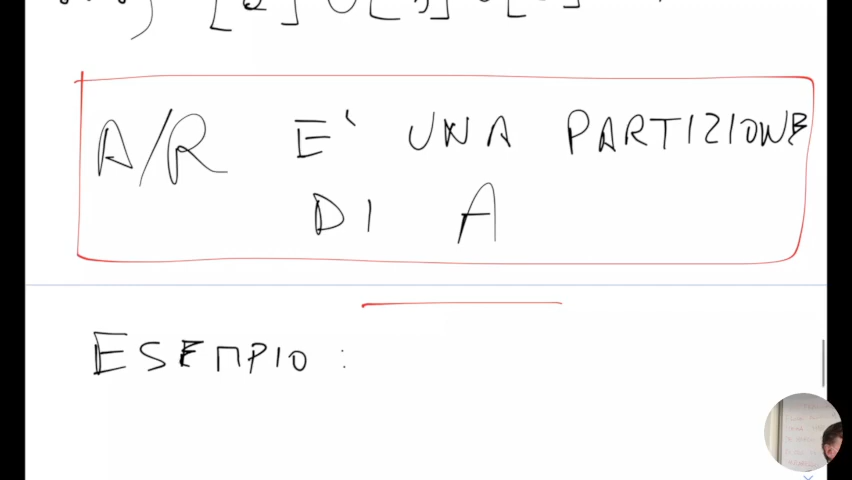 A/R E' UNA PARTIZIONE
DI A
ESEMPIO :